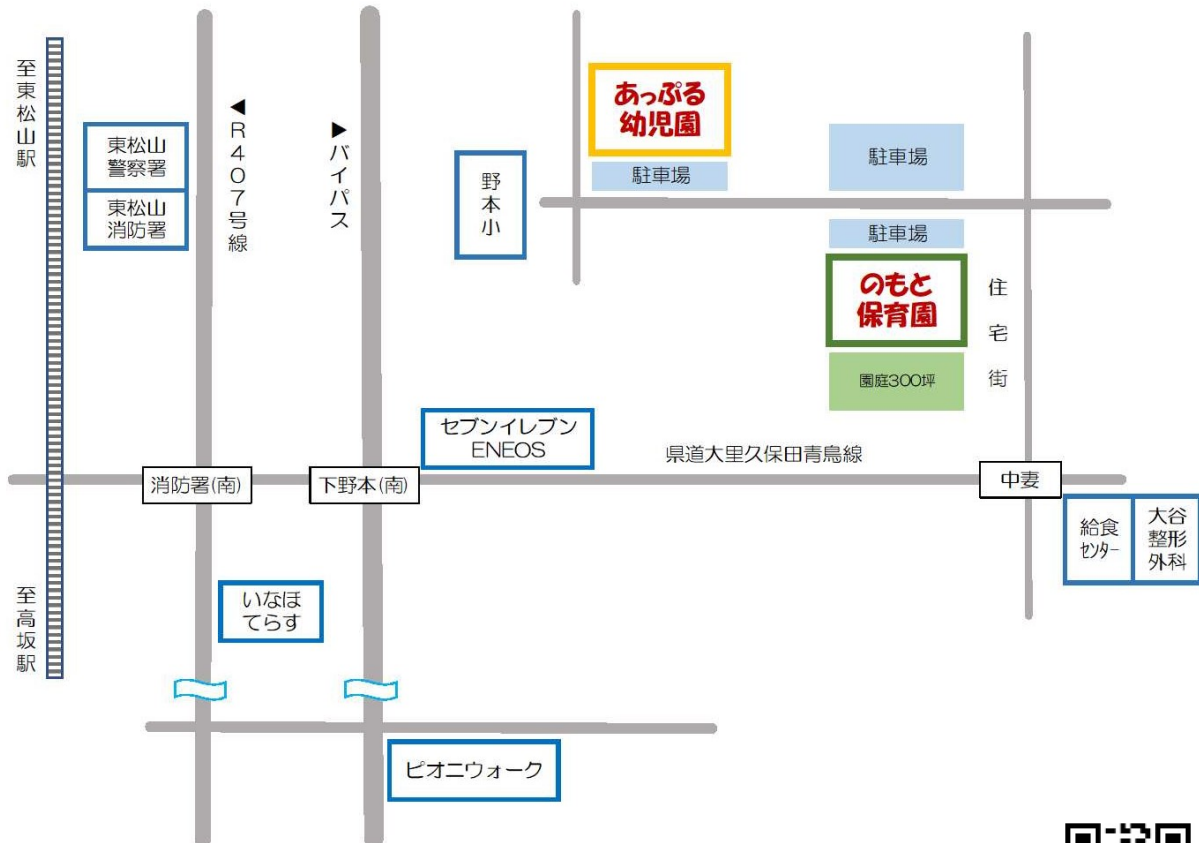 至東松山駅
東松山
警察署
東松山
消防署
◀R407号線
▶バイパス
野本小
あっぷる
幼児園
駐車場
駐車場
駐車場
のもと
保育園
園庭300坪
住宅街
セブンイレブン
ENEOS
県道大里久保田青鳥線
消防署(南)
下野本(南)
中妻
給食
センター
大谷
整形
外科
至高坂駅
いなほ
てらす
ピオニウォーク